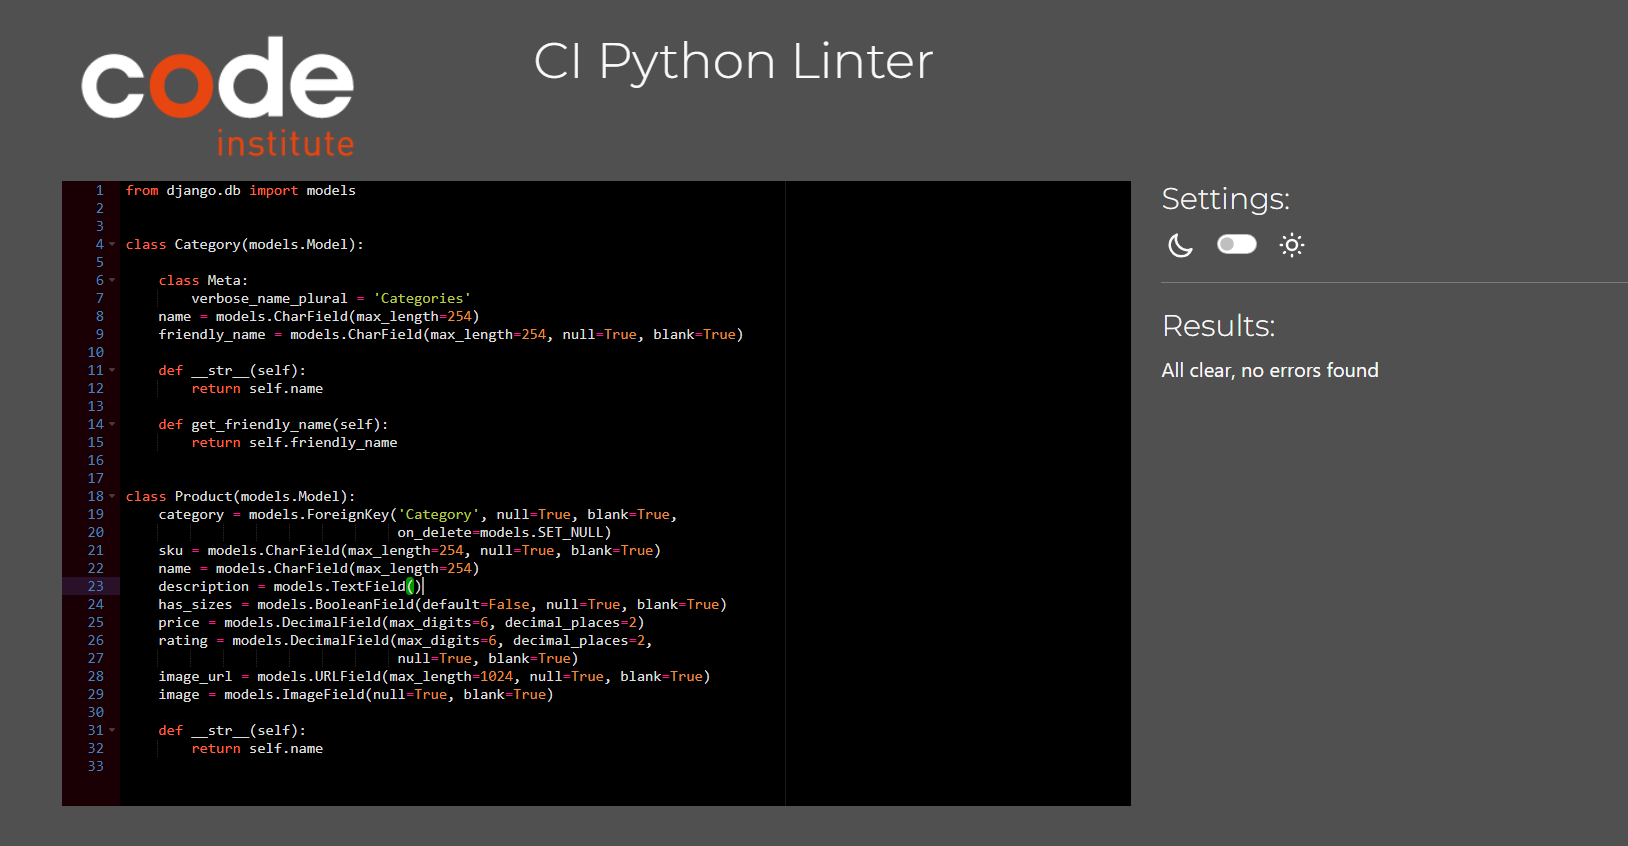 code
institute
CI Python Linter
1 from django.db import models
2
3
4 class Category(models.Model):
5
6     class Meta:
7         verbose_name_plural = 'Categories'
8     name = models.CharField(max_length=254)
9     friendly_name = models.CharField(max_length=254, null=True, blank=True)
10
11     def __str__(self):
12         return self.name
13
14     def get_friendly_name(self):
15         return self.friendly_name
16
17
18 class Product(models.Model):
19     category = models.ForeignKey('Category', null=True, blank=True,
20                                  on_delete=models.SET_NULL)
21     sku = models.CharField(max_length=254, null=True, blank=True)
22     name = models.CharField(max_length=254)
23     description = models.TextField()
24     has_sizes = models.BooleanField(default=False, null=True, blank=True)
25     price = models.DecimalField(max_digits=6, decimal_places=2)
26     rating = models.DecimalField(max_digits=6, decimal_places=2,
27                                  null=True, blank=True)
28     image_url = models.URLField(max_length=1024, null=True, blank=True)
29     image = models.ImageField(null=True, blank=True)
30
31     def __str__(self):
32         return self.name
33
Settings:
Results:
All clear, no errors found